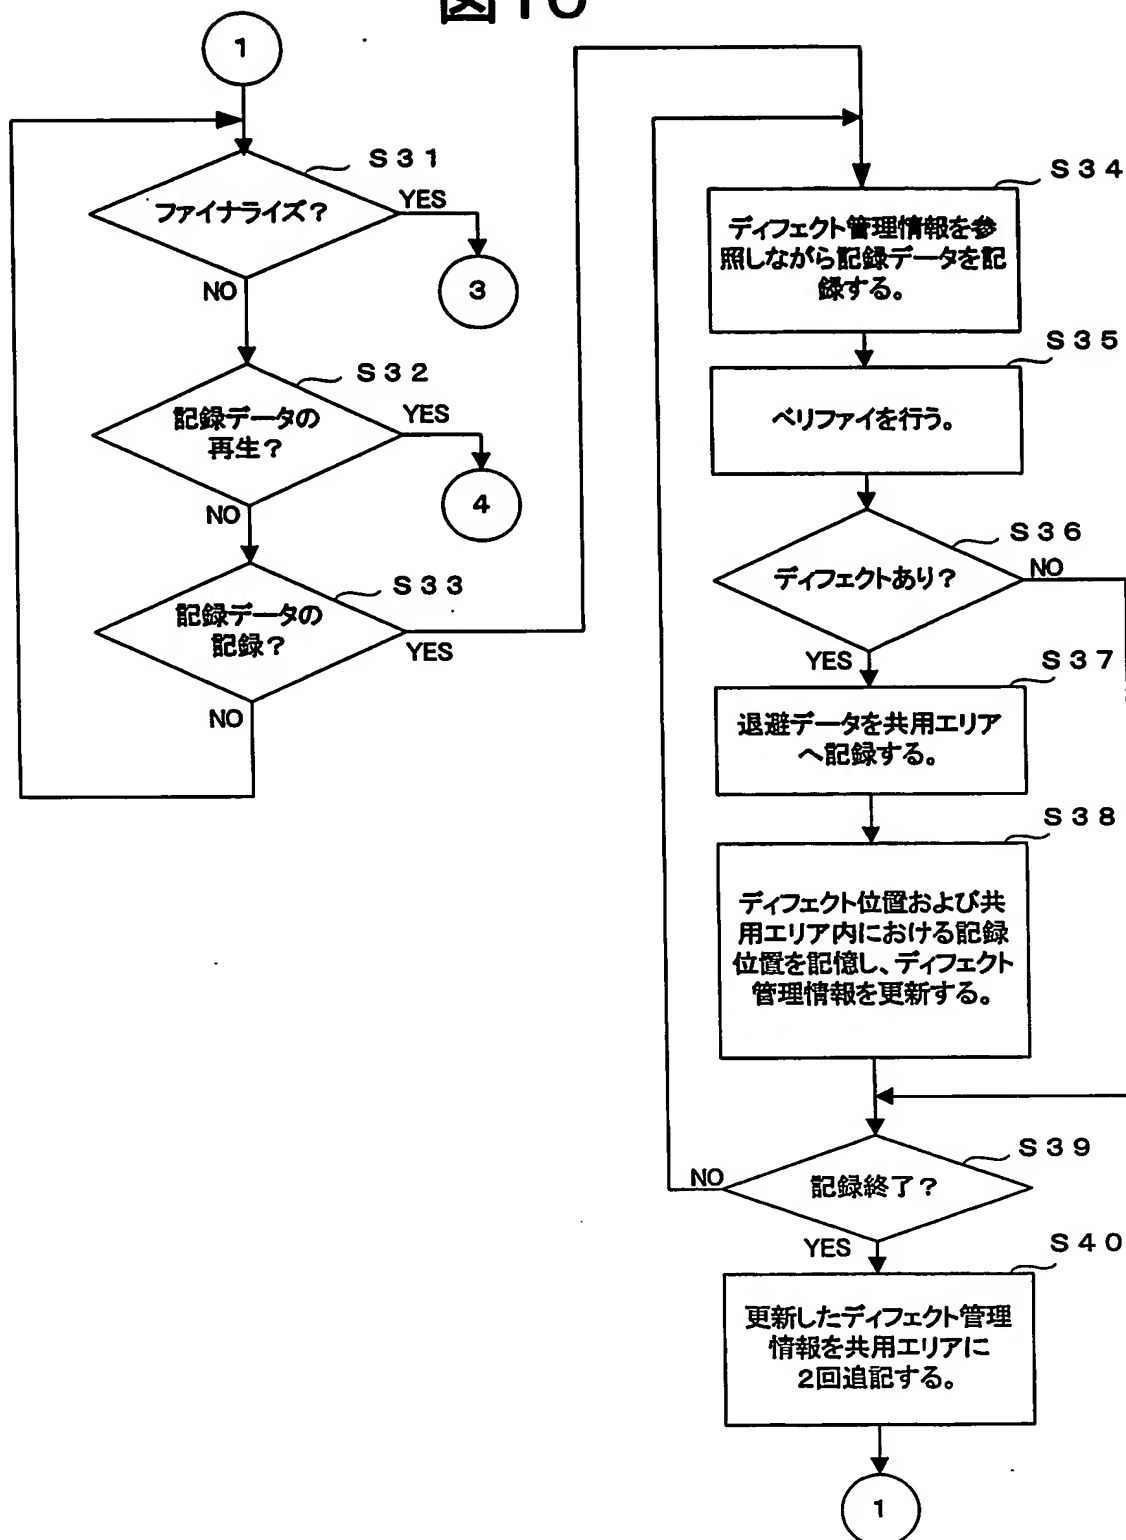 図10
1
S31
ファイナライズ?
YES
3
NO
S32
記録データの
再生?
YES
4
NO
S33
記録データの
記録?
YES
NO
S34
ディフェクト管理情報を参
照しながら記録データを記
録する。
S35
ベリファイを行う。
S36
ディフェクトあり?
NO
YES
S37
退避データを共用エリア
へ記録する。
S38
ディフェクト位置および共
用エリア内における記録
位置を記憶し、ディフェクト
管理情報を更新する。
S39
記録終了?
NO
YES
S40
更新したディフェクト管理
情報を共用エリアに
2回追記する。
1